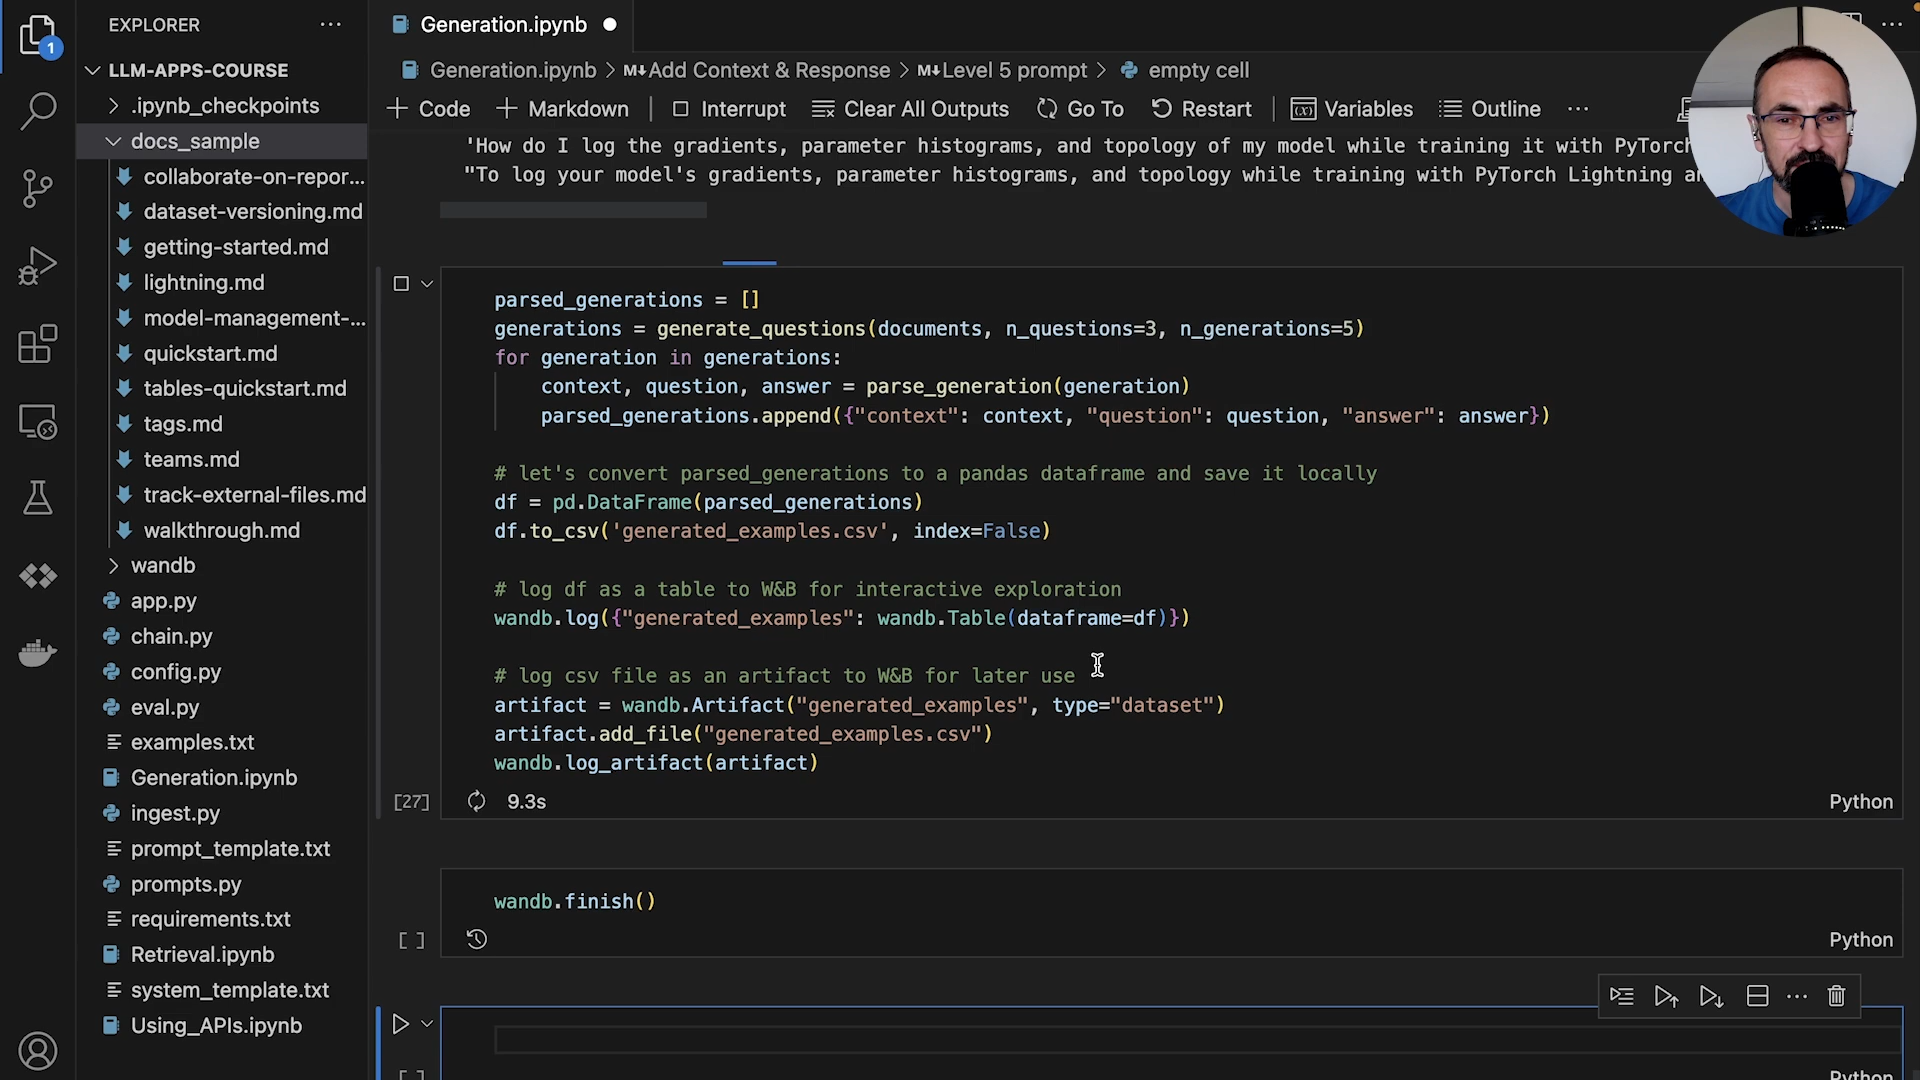 EXPLORER
Generation.ipynb
1
LLM-APPS-COURSE
Generation.ipynb > M↓Add Context & Response > M↓Level 5 prompt > empty cell
.ipynb_checkpoints
+ Code + Markdown | Interrupt Clear All Outputs Go To Restart | Variables Outline ...
docs_sample
'How do I log the gradients, parameter histograms, and topology of my model while training it with PyTorch
collaborate-on-repor...
"To log your model's gradients, parameter histograms, and topology while training with PyTorch Lightning
dataset-versioning.md
getting-started.md
lightning.md
model-management-...
quickstart.md
tables-quickstart.md
tags.md
teams.md
track-external-files.md
walkthrough.md
wandb
app.py
chain.py
config.py
eval.py
examples.txt
Generation.ipynb
ingest.py
prompt_template.txt
prompts.py
requirements.txt
Retrieval.ipynb
system_template.txt
Using_APIs.ipynb
parsed_generations = []
generations = generate_questions(documents, n_questions=3, n_generations=5)
for generation in generations:
context, question, answer = parse_generation(generation)
parsed_generations.append({"context": context, "question": question, "answer": answer})
# let's convert parsed_generations to a pandas dataframe and save it locally
df = pd.DataFrame(parsed_generations)
df.to_csv('generated_examples.csv', index=False)
# log df as a table to W&B for interactive exploration
wandb.log({"generated_examples": wandb.Table(dataframe=df)})
# log csv file as an artifact to W&B for later use
artifact = wandb.Artifact("generated_examples", type="dataset")
artifact.add_file("generated_examples.csv")
wandb.log_artifact(artifact)
[27] 9.3s Python
wandb.finish()
[ ] Python
[ ] Python